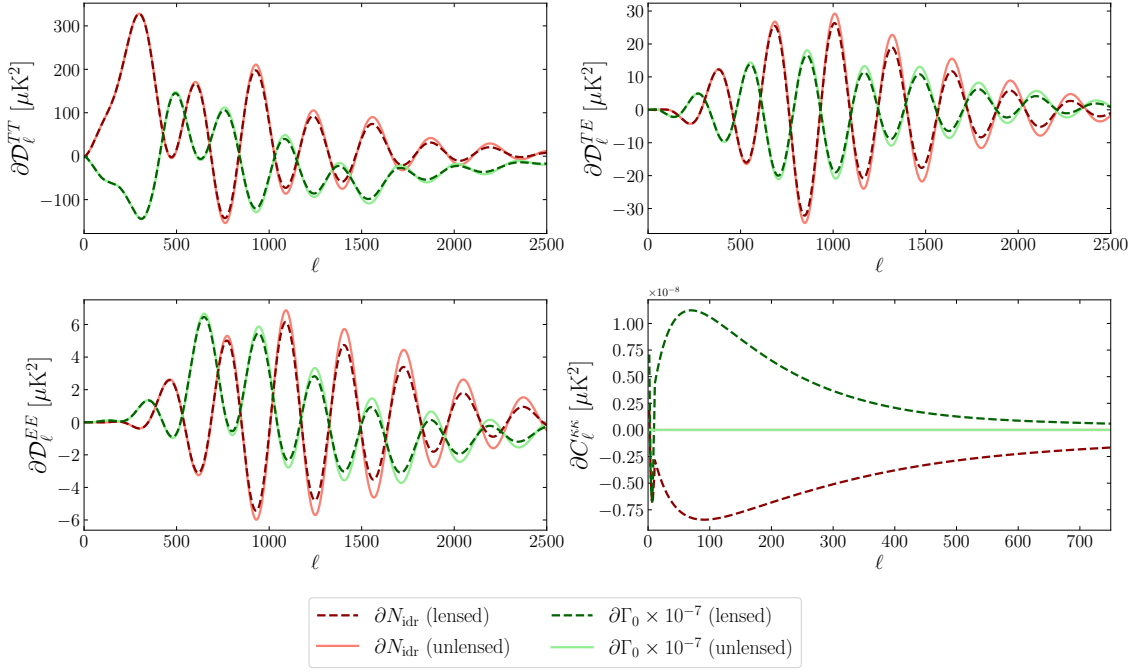 300
200
100
0
−100
∂𝒟_ℓ^{TT} [μK²]
0 500 1000 1500 2000 2500
ℓ
30
20
10
0
−10
−20
−30
∂𝒟_ℓ^{TE} [μK²]
0 500 1000 1500 2000 2500
ℓ
6
4
2
0
−2
−4
−6
∂𝒟_ℓ^{EE} [μK²]
0 500 1000 1500 2000 2500
ℓ
×10⁻⁸
1.00
0.75
0.50
0.25
0.00
−0.25
−0.50
−0.75
∂C_ℓ^{κκ} [μK²]
0 100 200 300 400 500 600 700
ℓ
∂N_idr (lensed)
∂N_idr (unlensed)
∂Γ₀ × 10⁻⁷ (lensed)
∂Γ₀ × 10⁻⁷ (unlensed)